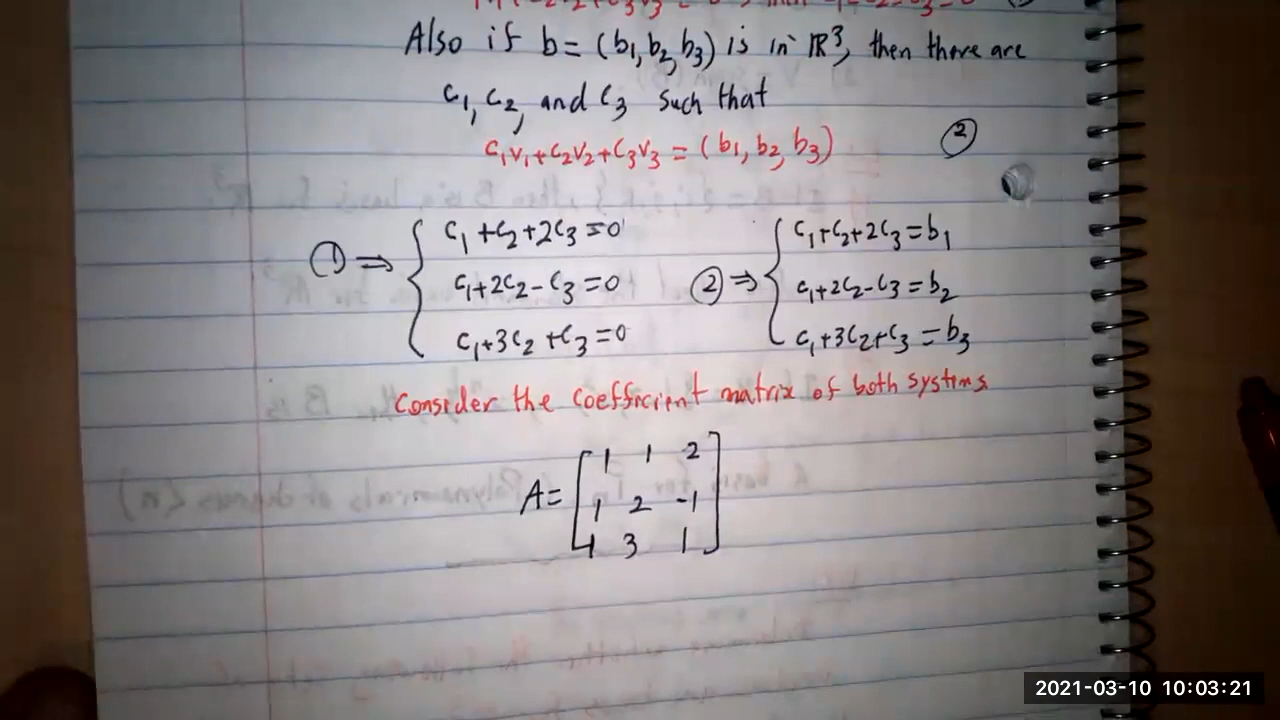 Also if b = (b₁, b₂, b₃) is in ℝ³, then there are
c₁, c₂, and c₃ such that
c₁v₁ + c₂v₂ + c₃v₃ = (b₁, b₂, b₃) ②
① ⇒ { c₁ + c₂ + 2c₃ = 0 ② ⇒ { c₁ + c₂ + 2c₃ = b₁
c₁ + 2c₂ - c₃ = 0 c₁ + 2c₂ - c₃ = b₂
c₁ + 3c₂ + c₃ = 0 c₁ + 3c₂ + c₃ = b₃
Consider the coefficient matrix of both systems
A = [ 1 1 2
1 2 -1
1 3 1 ]
2021-03-10 10:03:21